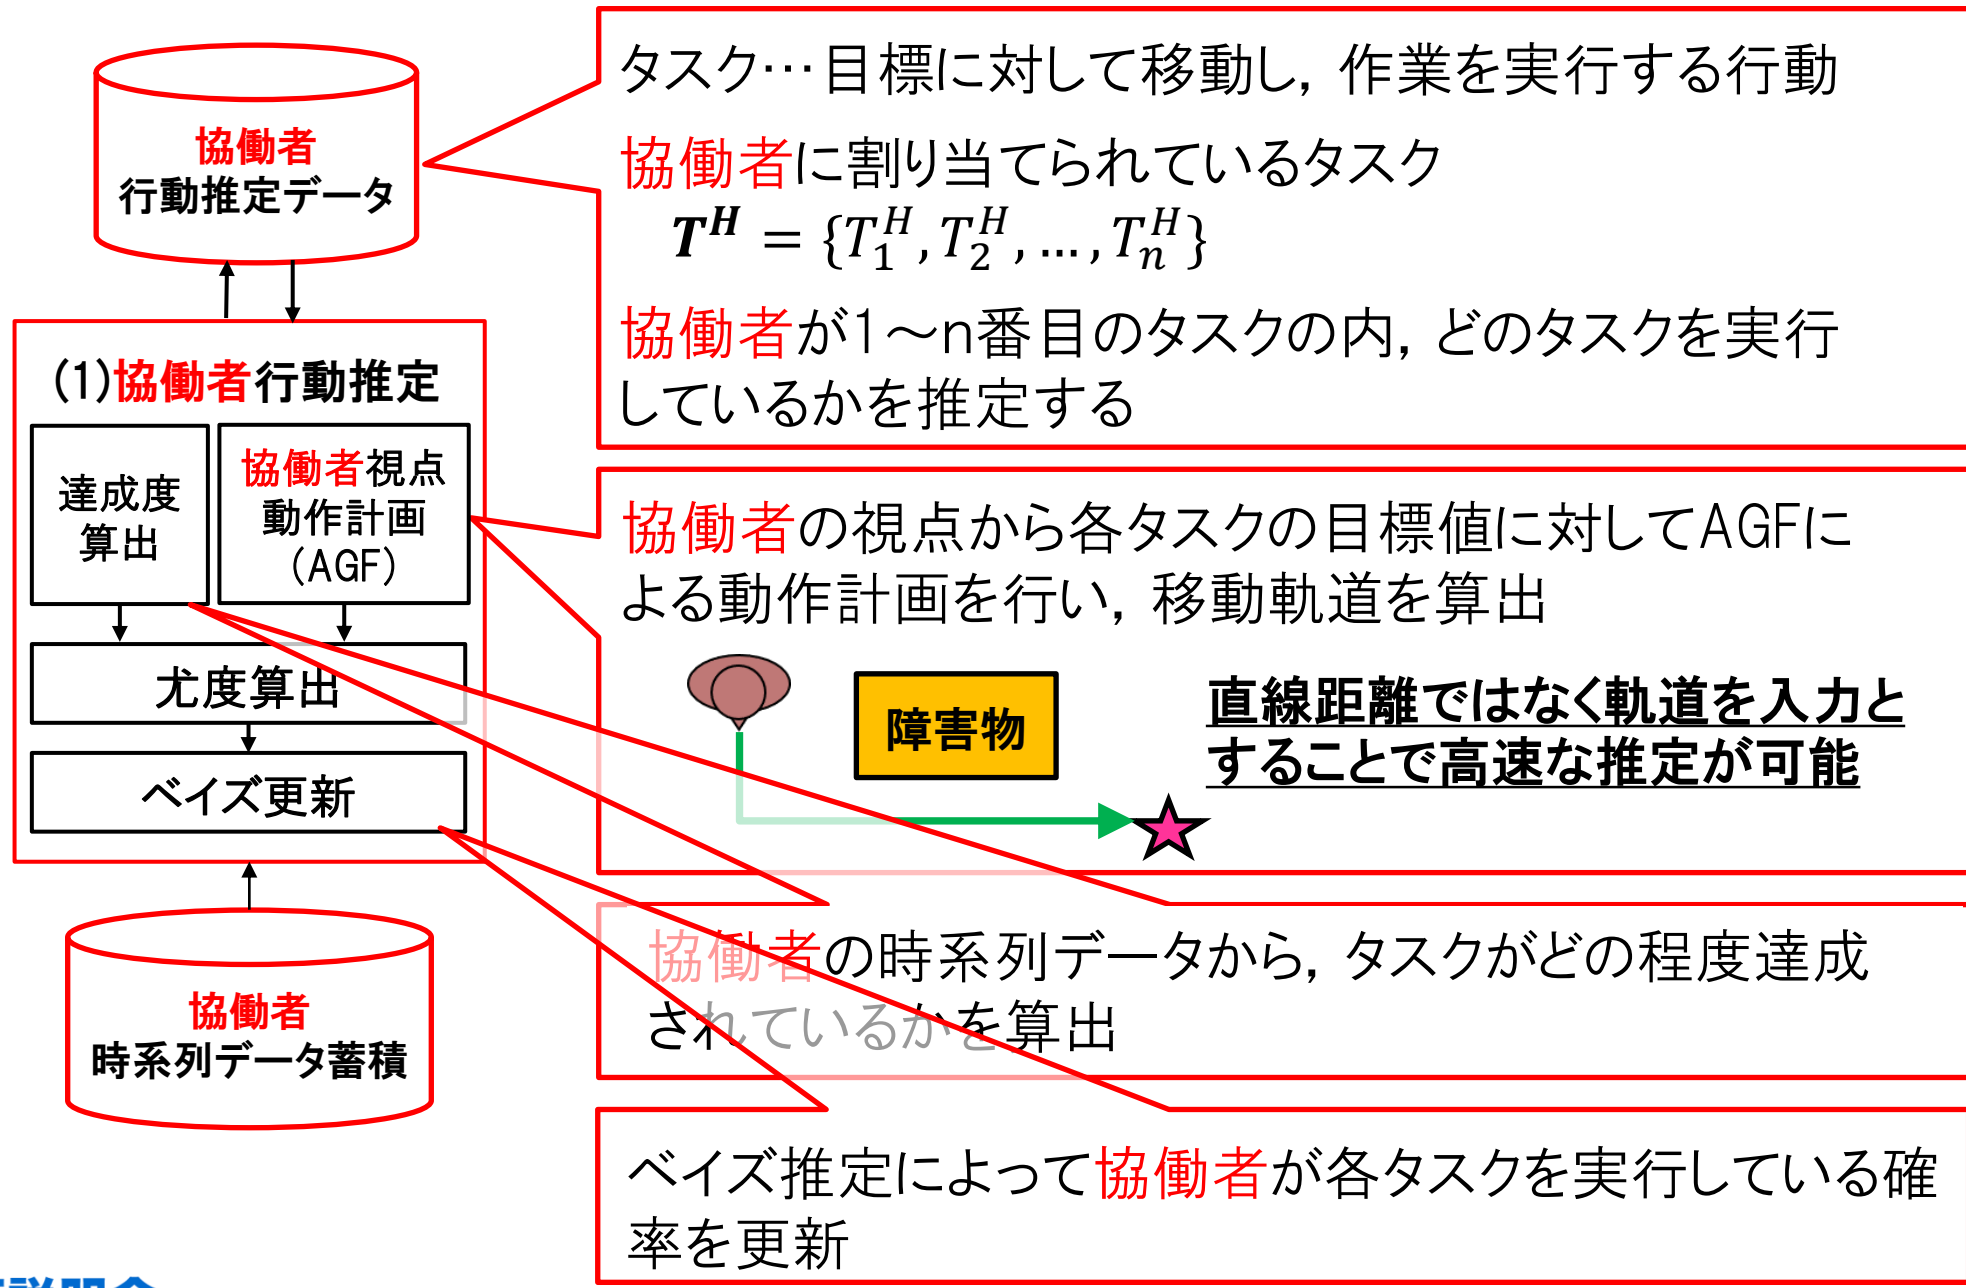 協働者
行動推定データ
(1)協働者行動推定
達成度
算出
協働者視点
動作計画
(AGF)
尤度算出
ベイズ更新
協働者
時系列データ蓄積
タスク…目標に対して移動し,作業を実行する行動
協働者に割り当てられているタスク
T^H = {T_1^H, T_2^H, …, T_n^H}
協働者が1～n番目のタスクの内,どのタスクを実行
しているかを推定する
協働者の視点から各タスクの目標値に対してAGFに
よる動作計画を行い,移動軌道を算出
障害物
直線距離ではなく軌道を入力と
することで高速な推定が可能
協働者の時系列データから,タスクがどの程度達成
されているかを算出
ベイズ推定によって協働者が各タスクを実行している確
率を更新